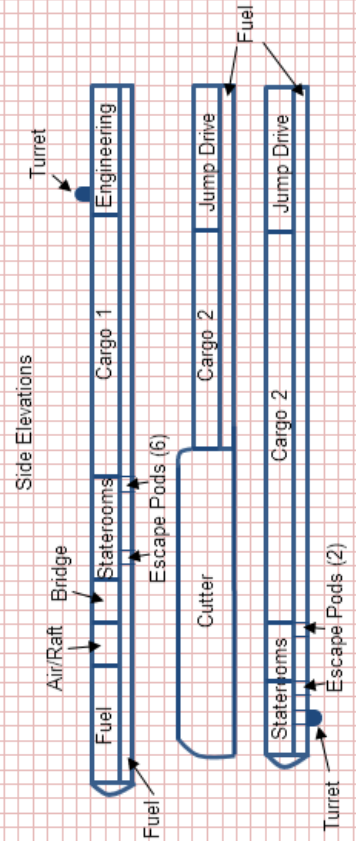 Side Elevations
Turret
Air/Raft
Bridge
Fuel
Staterooms
Cargo 1
Engineering
Fuel
Escape Pods (6)
Cutter
Cargo 2
Jump Drive
Fuel
Staterooms
Cargo 2
Jump Drive
Turret
Escape Pods (2)